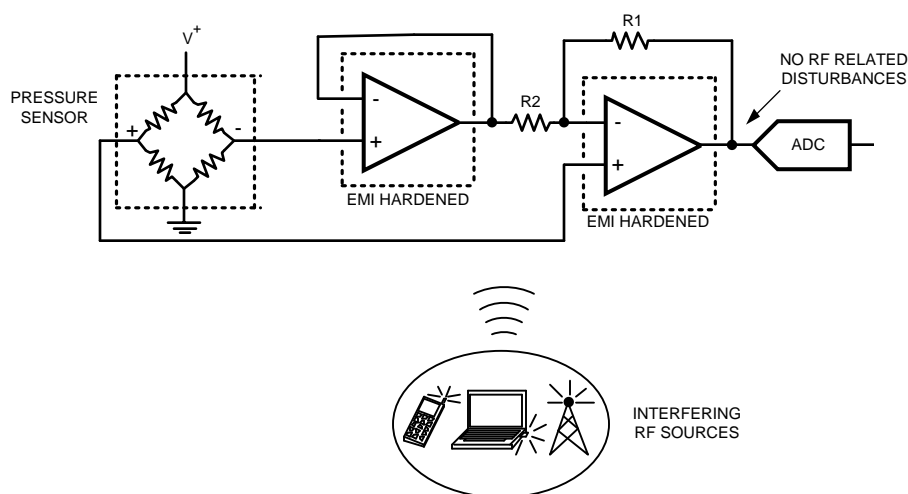 V+
PRESSURE
SENSOR
+
-
-
+
EMI HARDENED
R2
R1
-
+
EMI HARDENED
NO RF RELATED
DISTURBANCES
ADC
INTERFERING
RF SOURCES